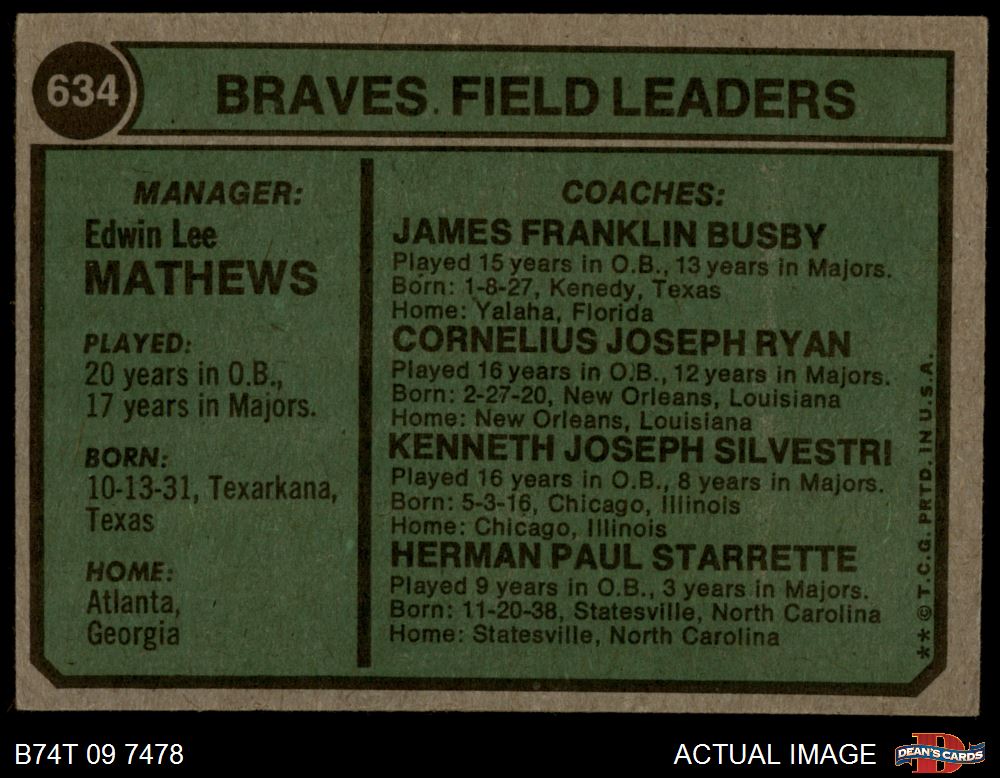 634
BRAVES FIELD LEADERS
MANAGER:
Edwin Lee
MATHEWS
PLAYED:
20 years in O.B.,
17 years in Majors.
BORN:
10-13-31, Texarkana,
Texas
HOME:
Atlanta,
Georgia
COACHES:
JAMES FRANKLIN BUSBY
Played 15 years in O.B., 13 years in Majors.
Born: 1-8-27, Kenedy, Texas
Home: Yalaha, Florida
CORNELIUS JOSEPH RYAN
Played 16 years in O.B., 12 years in Majors.
Born: 2-27-20, New Orleans, Louisiana
Home: New Orleans, Louisiana
KENNETH JOSEPH SILVESTRI
Played 16 years in O.B., 8 years in Majors.
Born: 5-3-16, Chicago, Illinois
Home: Chicago, Illinois
HERMAN PAUL STARRETTE
Played 9 years in O.B., 3 years in Majors.
Born: 11-20-38, Statesville, North Carolina
Home: Statesville, North Carolina
** © T.C.G. PRTD. IN U.S.A.
B74T 09 7478
ACTUAL IMAGE
D
DEAN'S CARDS